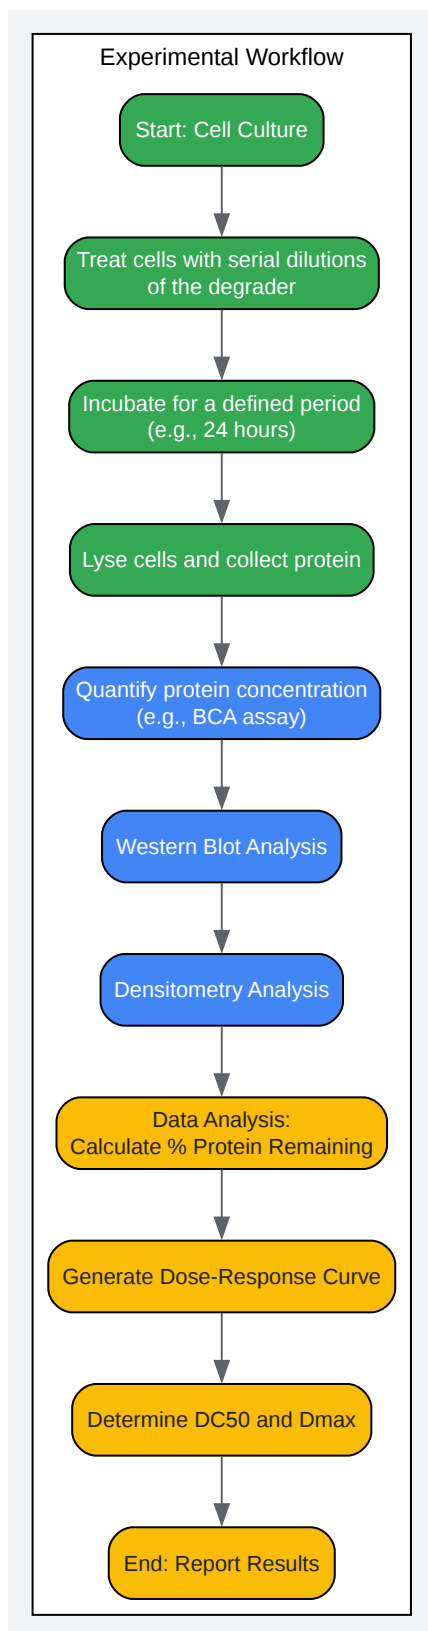 Experimental Workflow
Start: Cell Culture
Treat cells with serial dilutions
of the degrader
Incubate for a defined period
(e.g., 24 hours)
Lyse cells and collect protein
Quantify protein concentration
(e.g., BCA assay)
Western Blot Analysis
Densitometry Analysis
Data Analysis:
Calculate % Protein Remaining
Generate Dose-Response Curve
Determine DC50 and Dmax
End: Report Results